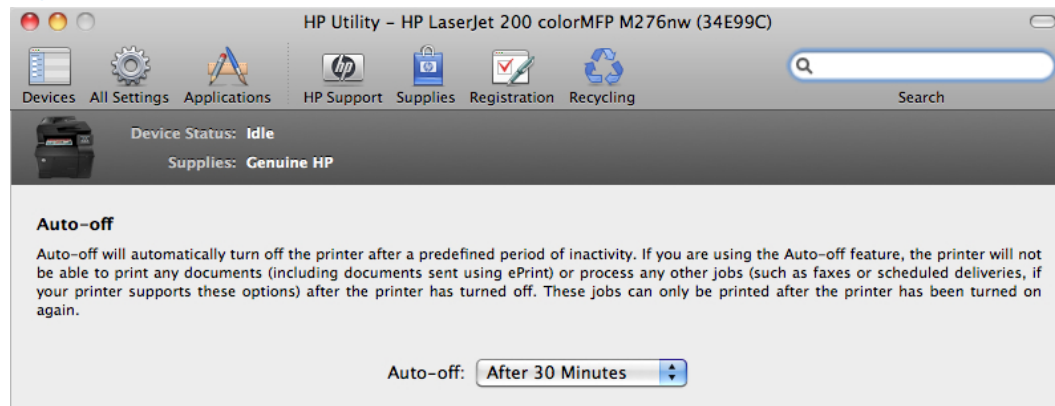 HP Utility – HP LaserJet 200 colorMFP M276nw (34E99C)
Devices All Settings Applications HP Support Supplies Registration Recycling Search
Device Status: Idle
Supplies: Genuine HP
Auto-off
Auto-off will automatically turn off the printer after a predefined period of inactivity. If you are using the Auto-off feature, the printer will not
be able to print any documents (including documents sent using ePrint) or process any other jobs (such as faxes or scheduled deliveries, if
your printer supports these options) after the printer has turned off. These jobs can only be printed after the printer has been turned on
again.
Auto-off: After 30 Minutes